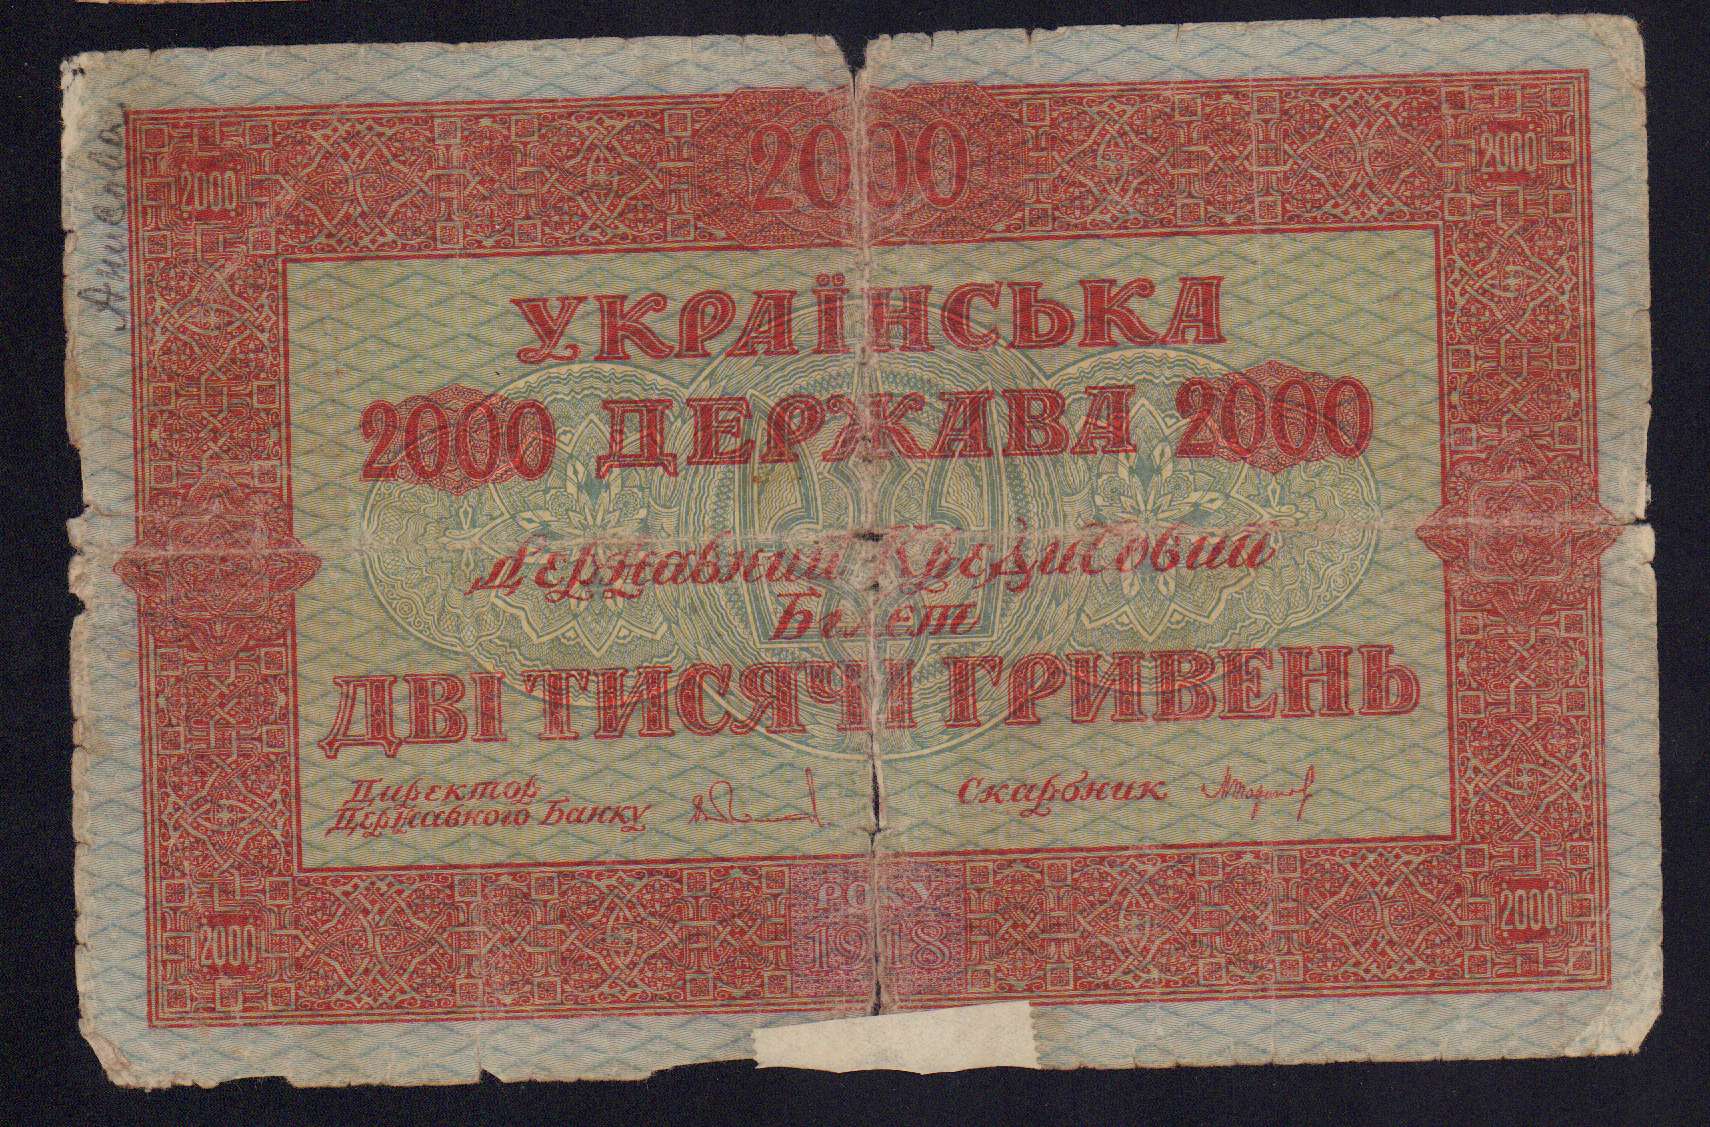 2000
2000 2000
УКРАЇНСЬКА
2000 ДЕРЖАВА 2000
Державний Кредитовий
Білет
ДВІ ТИСЯЧІ ГРИВЕНЬ
Директор
Державного Банку
Скарбник
РОКУ
2000 1918 2000